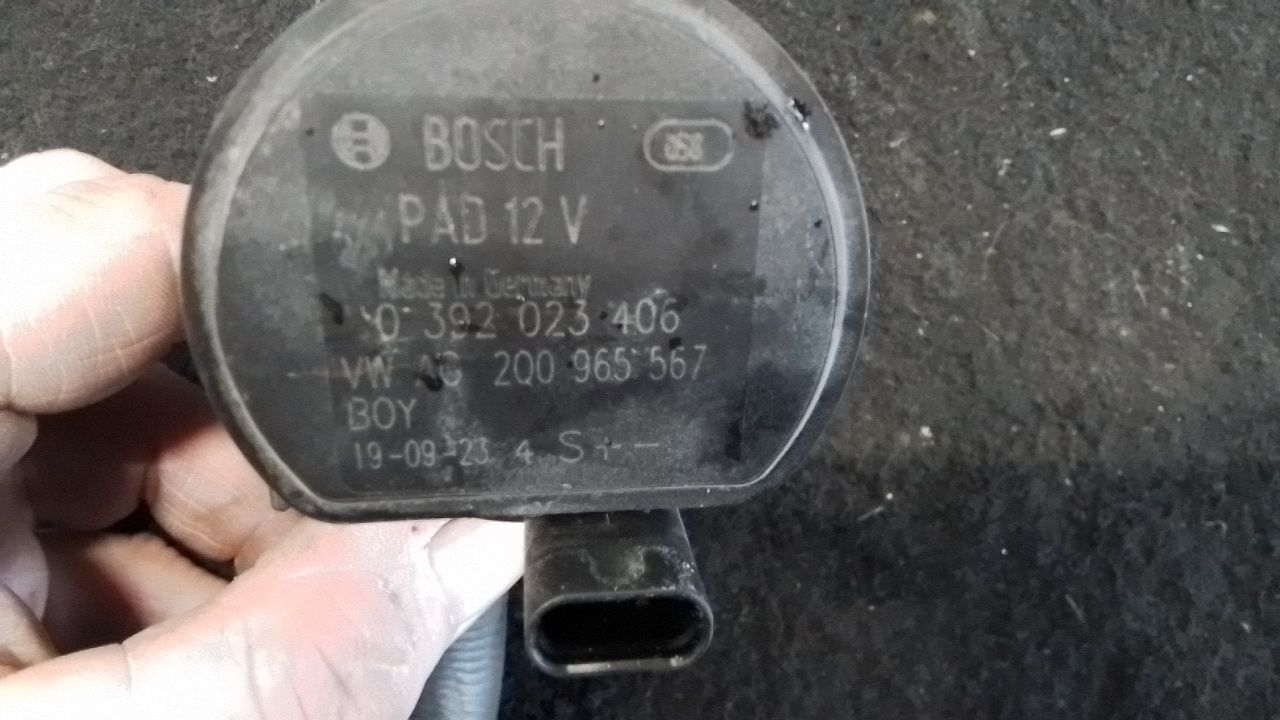 BOSCH
PAD 12 V
Made in Germany
0 392 023 406
VW AG 2Q0 965 567
BOY
19-09-23 4 S + -